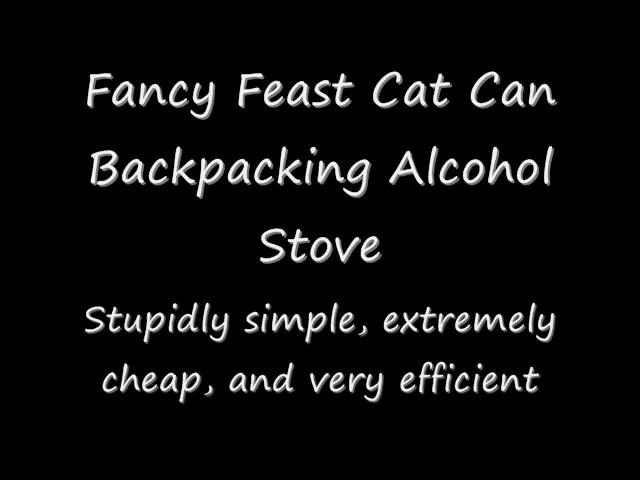 Fancy Feast Cat Can
Backpacking Alcohol
Stove
Stupidly simple, extremely
cheap, and very efficient